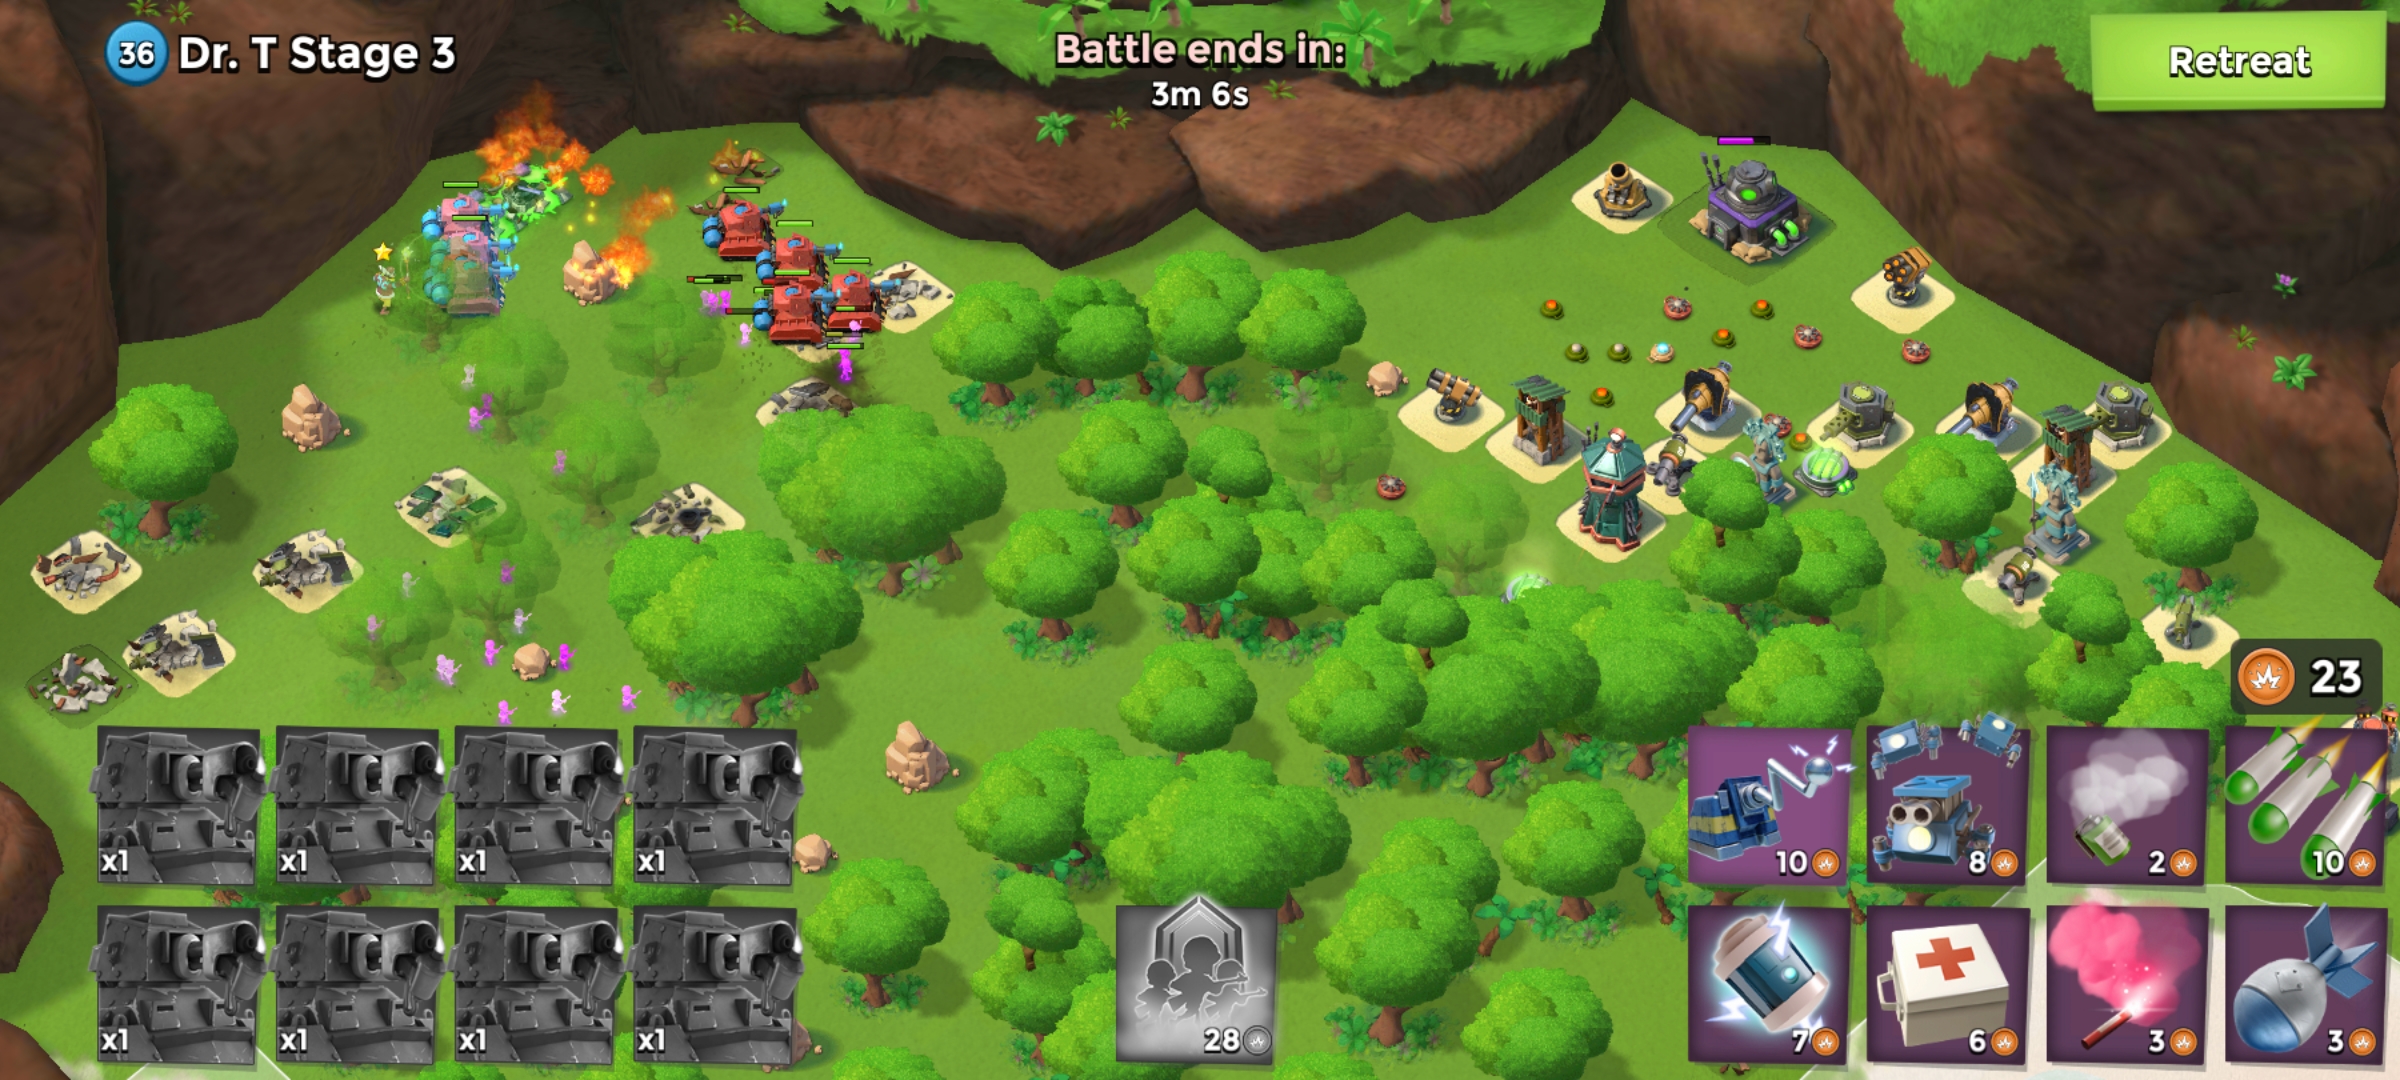 36 Dr. T Stage 3
Battle ends in:
3m 6s
Retreat
23
x1 x1 x1 x1
10 8 2 10
x1 x1 x1 x1
28
7 6 3 3